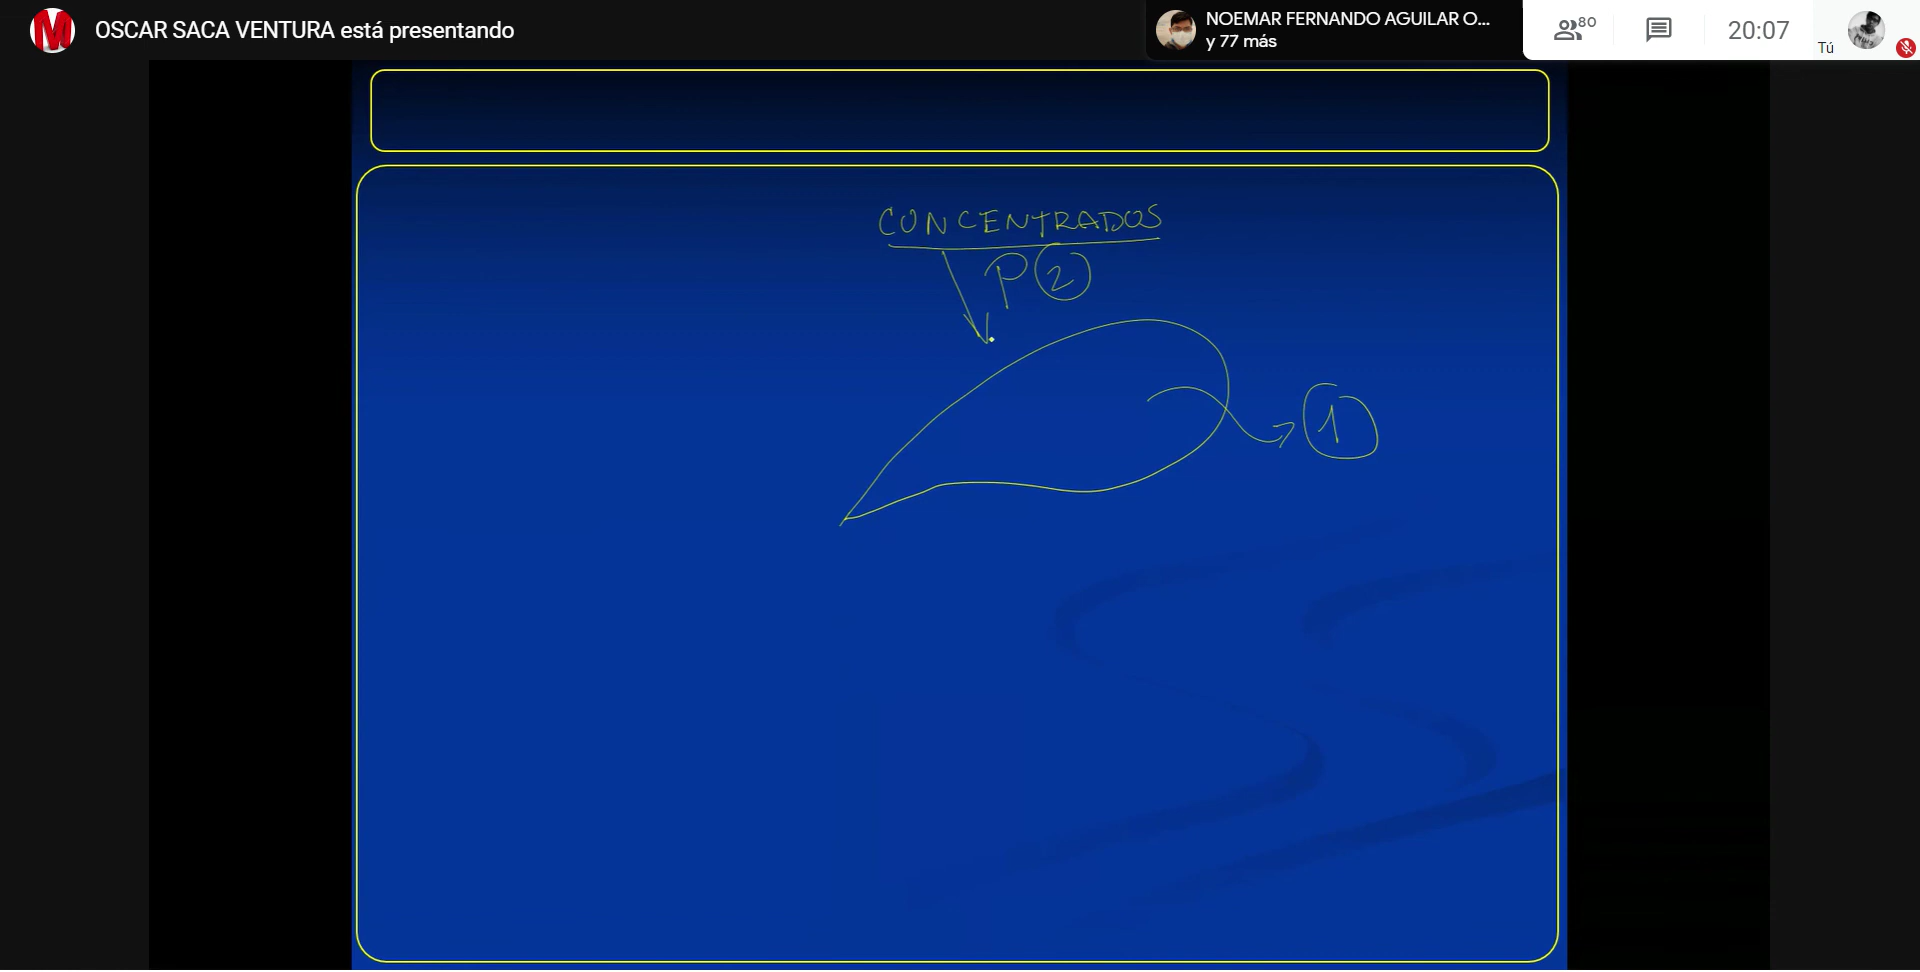 OSCAR SACA VENTURA está presentando
NOEMAR FERNANDO AGUILAR O...
y 77 más
80
20:07
Tú
CONCENTRADOS
P 2
1